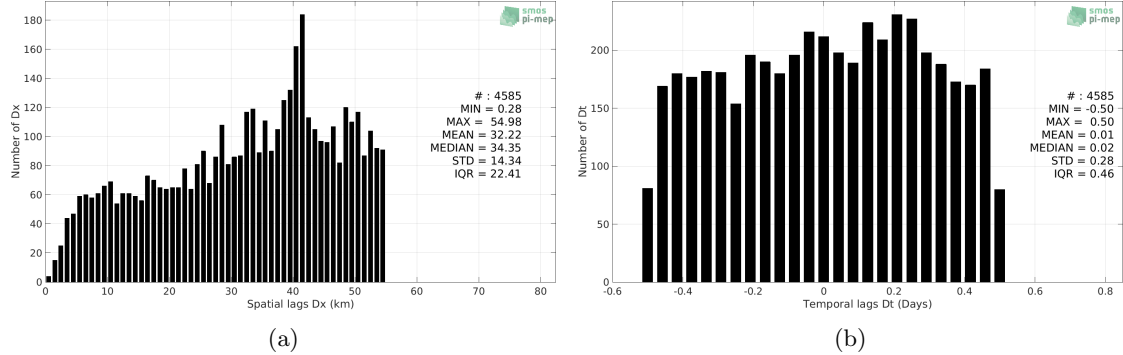 smos
pi-mep
180
160
140
120
100
80
60
40
20
0
Number of Dx
# : 4585
MIN = 0.28
MAX = 54.98
MEAN = 32.22
MEDIAN = 34.35
STD = 14.34
IQR = 22.41
0 10 20 30 40 50 60 70 80
Spatial lags Dx (km)
(a)
smos
pi-mep
200
150
100
50
0
Number of Dt
# : 4585
MIN = -0.50
MAX = 0.50
MEAN = 0.01
MEDIAN = 0.02
STD = 0.28
IQR = 0.46
-0.6 -0.4 -0.2 0 0.2 0.4 0.6 0.8
Temporal lags Dt (Days)
(b)